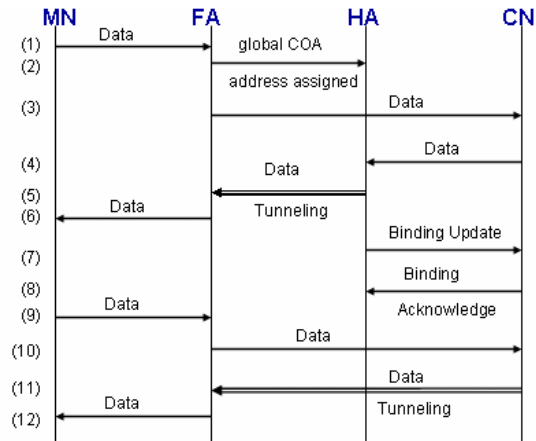 MN FA HA CN
(1) Data
global COA
(2)
address assigned
(3) Data
(4) Data
Data
(5)
Tunneling
(6) Data
Binding Update
(7)
Binding
(8)
Acknowledge
(9) Data
(10) Data
(11) Data
Tunneling
(12) Data